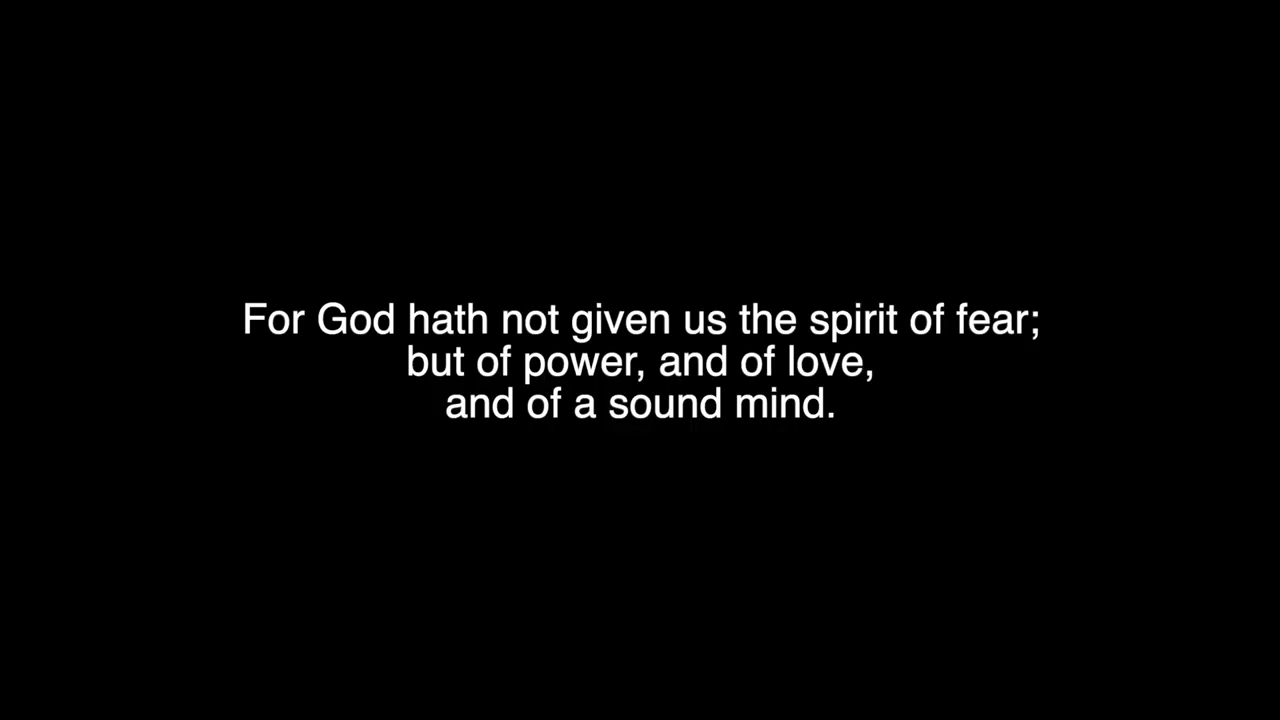 For God hath not given us the spirit of fear;
but of power, and of love,
and of a sound mind.